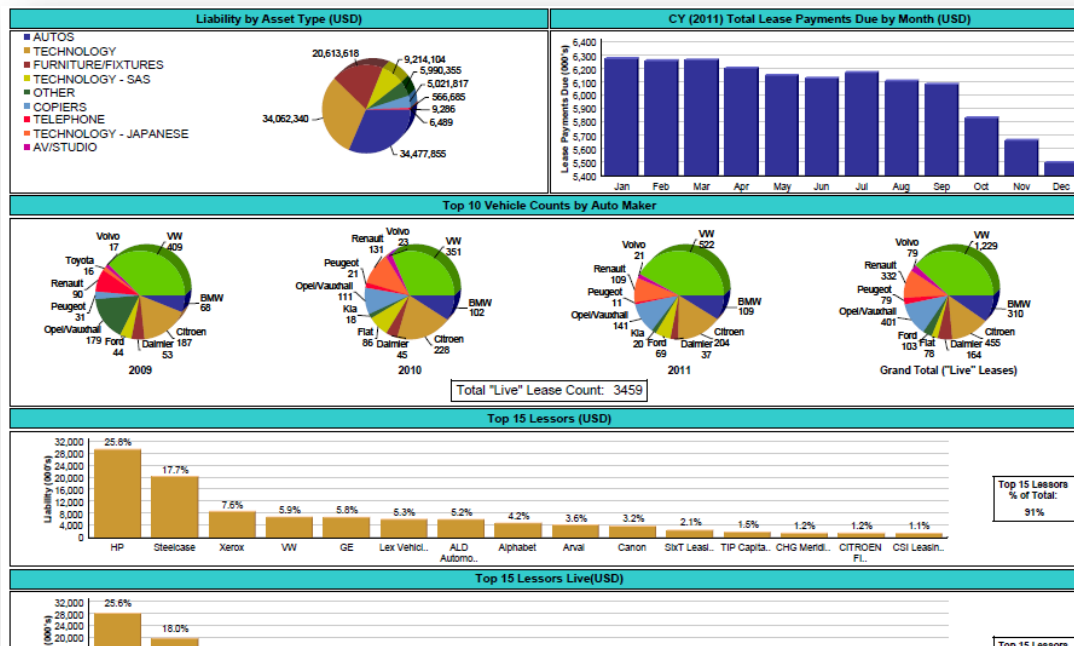 Liability by Asset Type (USD)
AUTOS
TECHNOLOGY
FURNITURE/FIXTURES
TECHNOLOGY - SAS
OTHER
COPIERS
TELEPHONE
TECHNOLOGY - JAPANESE
AV/STUDIO
20,613,618
9,214,104
5,990,355
5,021,817
566,685
9,286
6,489
34,062,340
34,477,855
CY (2011) Total Lease Payments Due by Month (USD)
Lease Payments Due (000's)
6,400
6,300
6,200
6,100
6,000
5,900
5,800
5,700
5,600
5,500
5,400
Jan Feb Mar Apr May Jun Jul Aug Sep Oct Nov Dec
Top 10 Vehicle Counts by Auto Maker
Volvo
17
VW
409
Toyota
16
Renault
90
Peugeot
31
Opel/Vauxhall
179
Ford
44
Daimler
53
Citroen
187
BMW
68
2009
Volvo
23
VW
351
Renault
131
Peugeot
21
Opel/Vauxhall
111
Kia
18
Fiat
86
Daimler
45
Citroen
228
BMW
102
2010
Volvo
21
VW
522
Renault
109
Peugeot
11
Opel/Vauxhall
141
Kia
20
Ford
69
Daimler
37
Citroen
204
BMW
109
2011
Volvo
79
VW
1,229
Renault
332
Peugeot
79
Opel/Vauxhall
401
Ford
103
Fiat
78
Daimler
164
Citroen
455
BMW
310
Grand Total ("Live" Leases)
Total "Live" Lease Count: 3459
Top 15 Lessors (USD)
Liability (000's)
32,000
28,000
24,000
20,000
16,000
12,000
8,000
4,000
0
25.6% 17.7% 7.6% 5.9% 5.8% 5.3% 5.2% 4.2% 3.6% 3.2% 2.1% 1.5% 1.2% 1.2% 1.1%
HP Steelcase Xerox VW GE Lex Vehicl.. ALD Automo.. Alphabet Arval Canon SixT Leasi.. TIP Capita.. CHG Meridi.. CITROEN FI.. CSI Leasin..
Top 15 Lessors
% of Total:
91%
Top 15 Lessors Live(USD)
(000's)
32,000
28,000
24,000
20,000
25.6%
18.0%
Top 15 Lessors